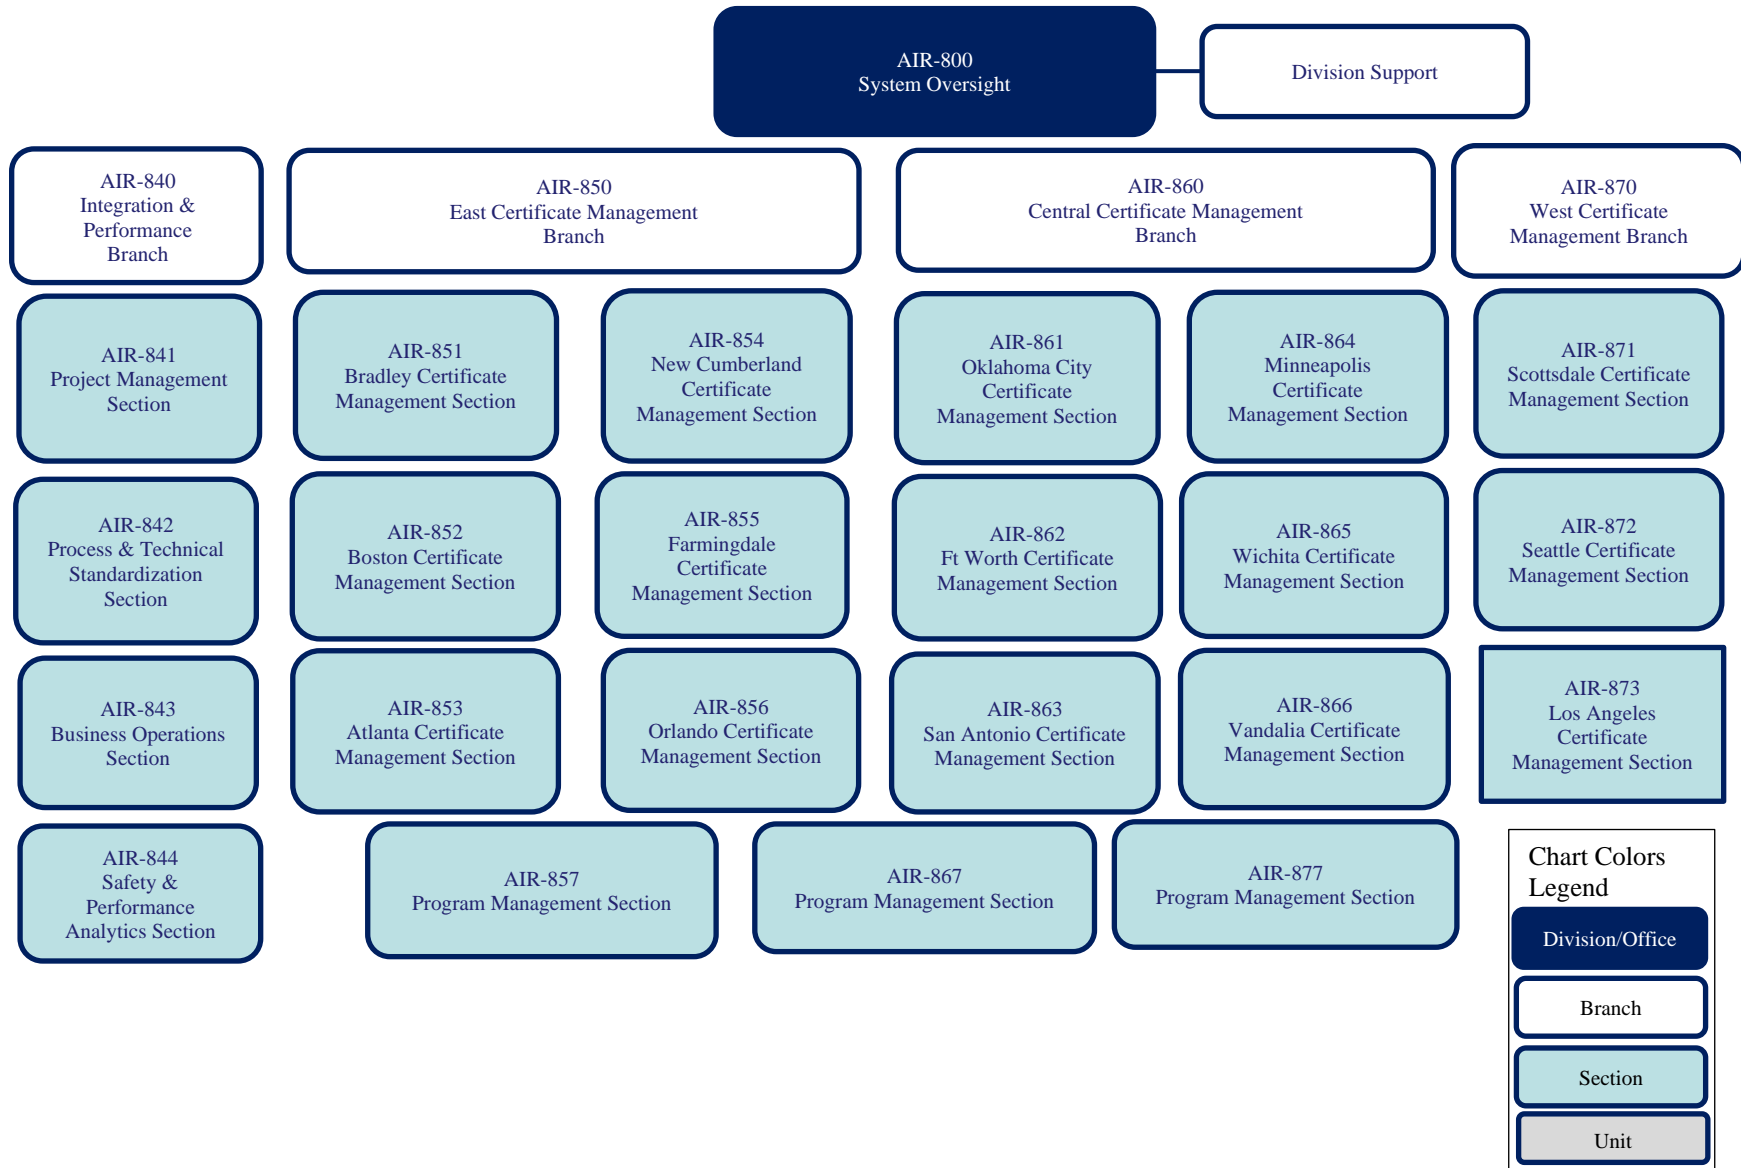 AIR-800
System Oversight
Division Support
AIR-840
Integration &
Performance
Branch
AIR-850
East Certificate Management
Branch
AIR-860
Central Certificate Management
Branch
AIR-870
West Certificate
Management Branch
AIR-841
Project Management
Section
AIR-851
Bradley Certificate
Management Section
AIR-854
New Cumberland
Certificate
Management Section
AIR-861
Oklahoma City
Certificate
Management Section
AIR-864
Minneapolis
Certificate
Management Section
AIR-871
Scottsdale Certificate
Management Section
AIR-842
Process & Technical
Standardization
Section
AIR-852
Boston Certificate
Management Section
AIR-855
Farmingdale
Certificate
Management Section
AIR-862
Ft Worth Certificate
Management Section
AIR-865
Wichita Certificate
Management Section
AIR-872
Seattle Certificate
Management Section
AIR-843
Business Operations
Section
AIR-853
Atlanta Certificate
Management Section
AIR-856
Orlando Certificate
Management Section
AIR-863
San Antonio Certificate
Management Section
AIR-866
Vandalia Certificate
Management Section
AIR-873
Los Angeles
Certificate
Management Section
AIR-844
Safety &
Performance
Analytics Section
AIR-857
Program Management Section
AIR-867
Program Management Section
AIR-877
Program Management Section
Chart Colors
Legend
Division/Office
Branch
Section
Unit